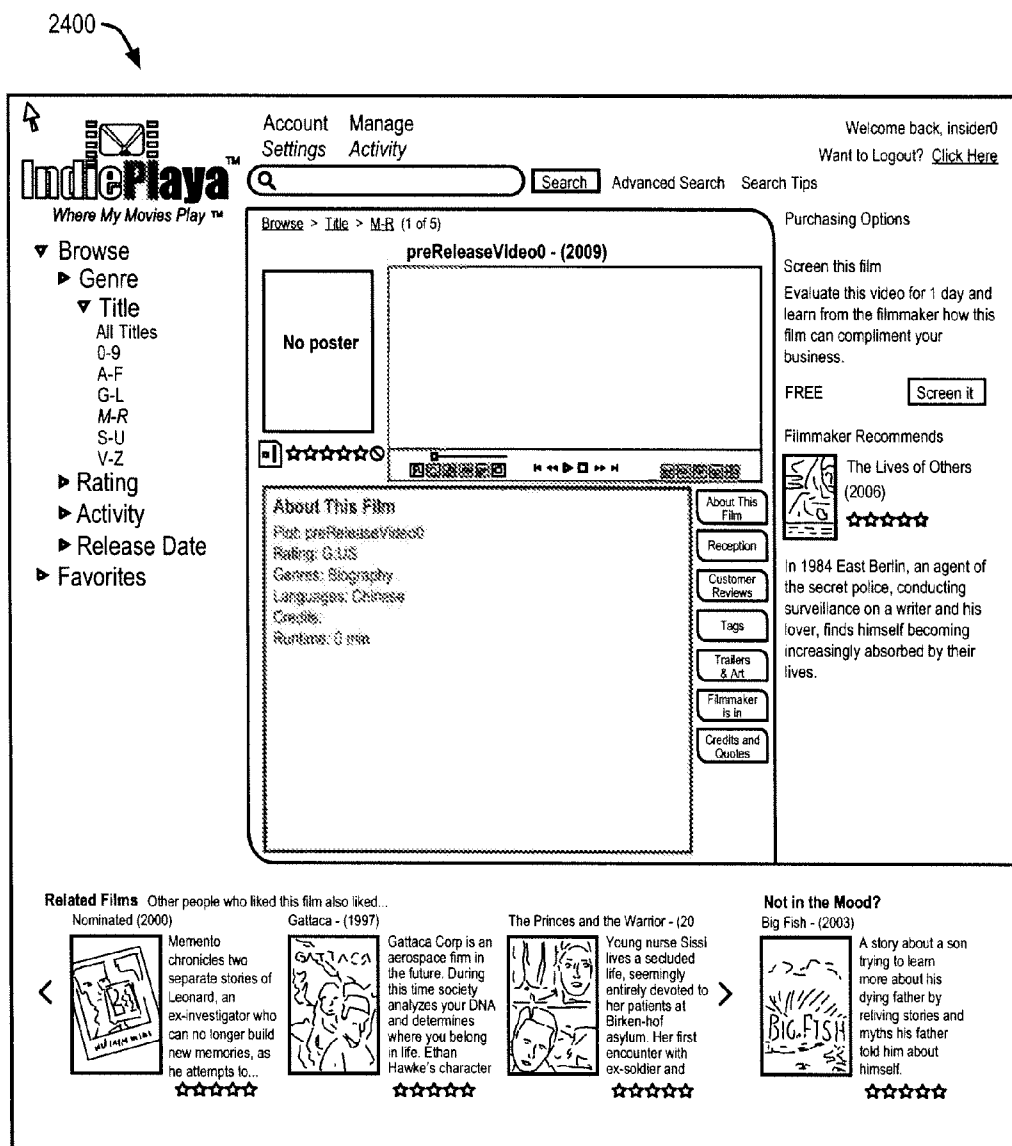 2400
IndiePlaya™
Where My Movies Play ™
Account Manage
Settings Activity
Search Advanced Search Search Tips
Welcome back, insider0
Want to Logout? Click Here
Browse
Genre
Title
All Titles
0-9
A-F
G-L
M-R
S-U
V-Z
Rating
Activity
Release Date
Favorites
Browse > Title > M-R (1 of 5)
preReleaseVideo0 - (2009)
No poster
About This Film
Plot: preReleaseVideo0
Rating: G.US
Genres: Biography
Languages: Chinese
Credits:
Runtime: 0 min
About This
Film
Reception
Customer
Reviews
Tags
Trailers
& Art
Filmmaker
is in
Credits and
Quotes
Purchasing Options
Screen this film
Evaluate this video for 1 day and
learn from the filmmaker how this
film can compliment your
business.
FREE Screen it
Filmmaker Recommends
The Lives of Others
(2006)
In 1984 East Berlin, an agent of
the secret police, conducting
surveillance on a writer and his
lover, finds himself becoming
increasingly absorbed by their
lives.
Related Films Other people who liked this film also liked...
Nominated (2000)
Memento
chronicles two
separate stories of
Leonard, an
ex-investigator who
can no longer build
new memories, as
he attempts to...
Gattaca - (1997)
GATTACA
Gattaca Corp is an
aerospace firm in
the future. During
this time society
analyzes your DNA
and determines
where you belong
in life. Ethan
Hawke's character
The Princes and the Warrior - (20
Young nurse Sissi
lives a secluded
life, seemingly
entirely devoted to
her patients at
Birken-hof
asylum. Her first
encounter with
ex-soldier and
Not in the Mood?
Big Fish - (2003)
BIG FISH
A story about a son
trying to learn
more about his
dying father by
reliving stories and
myths his father
told him about
himself.